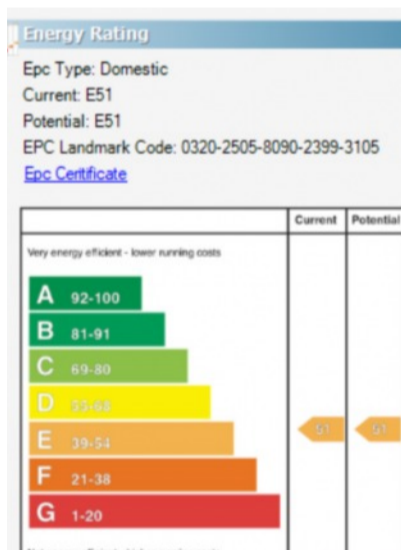 Energy Rating
Epc Type: Domestic
Current: E51
Potential: E51
EPC Landmark Code: 0320-2505-8090-2399-3105
Epc Certificate
Current Potential
Very energy efficient - lower running costs
A 92-100
B 81-91
C 69-80
D 55-68
E 39-54
51 51
F 21-38
G 1-20